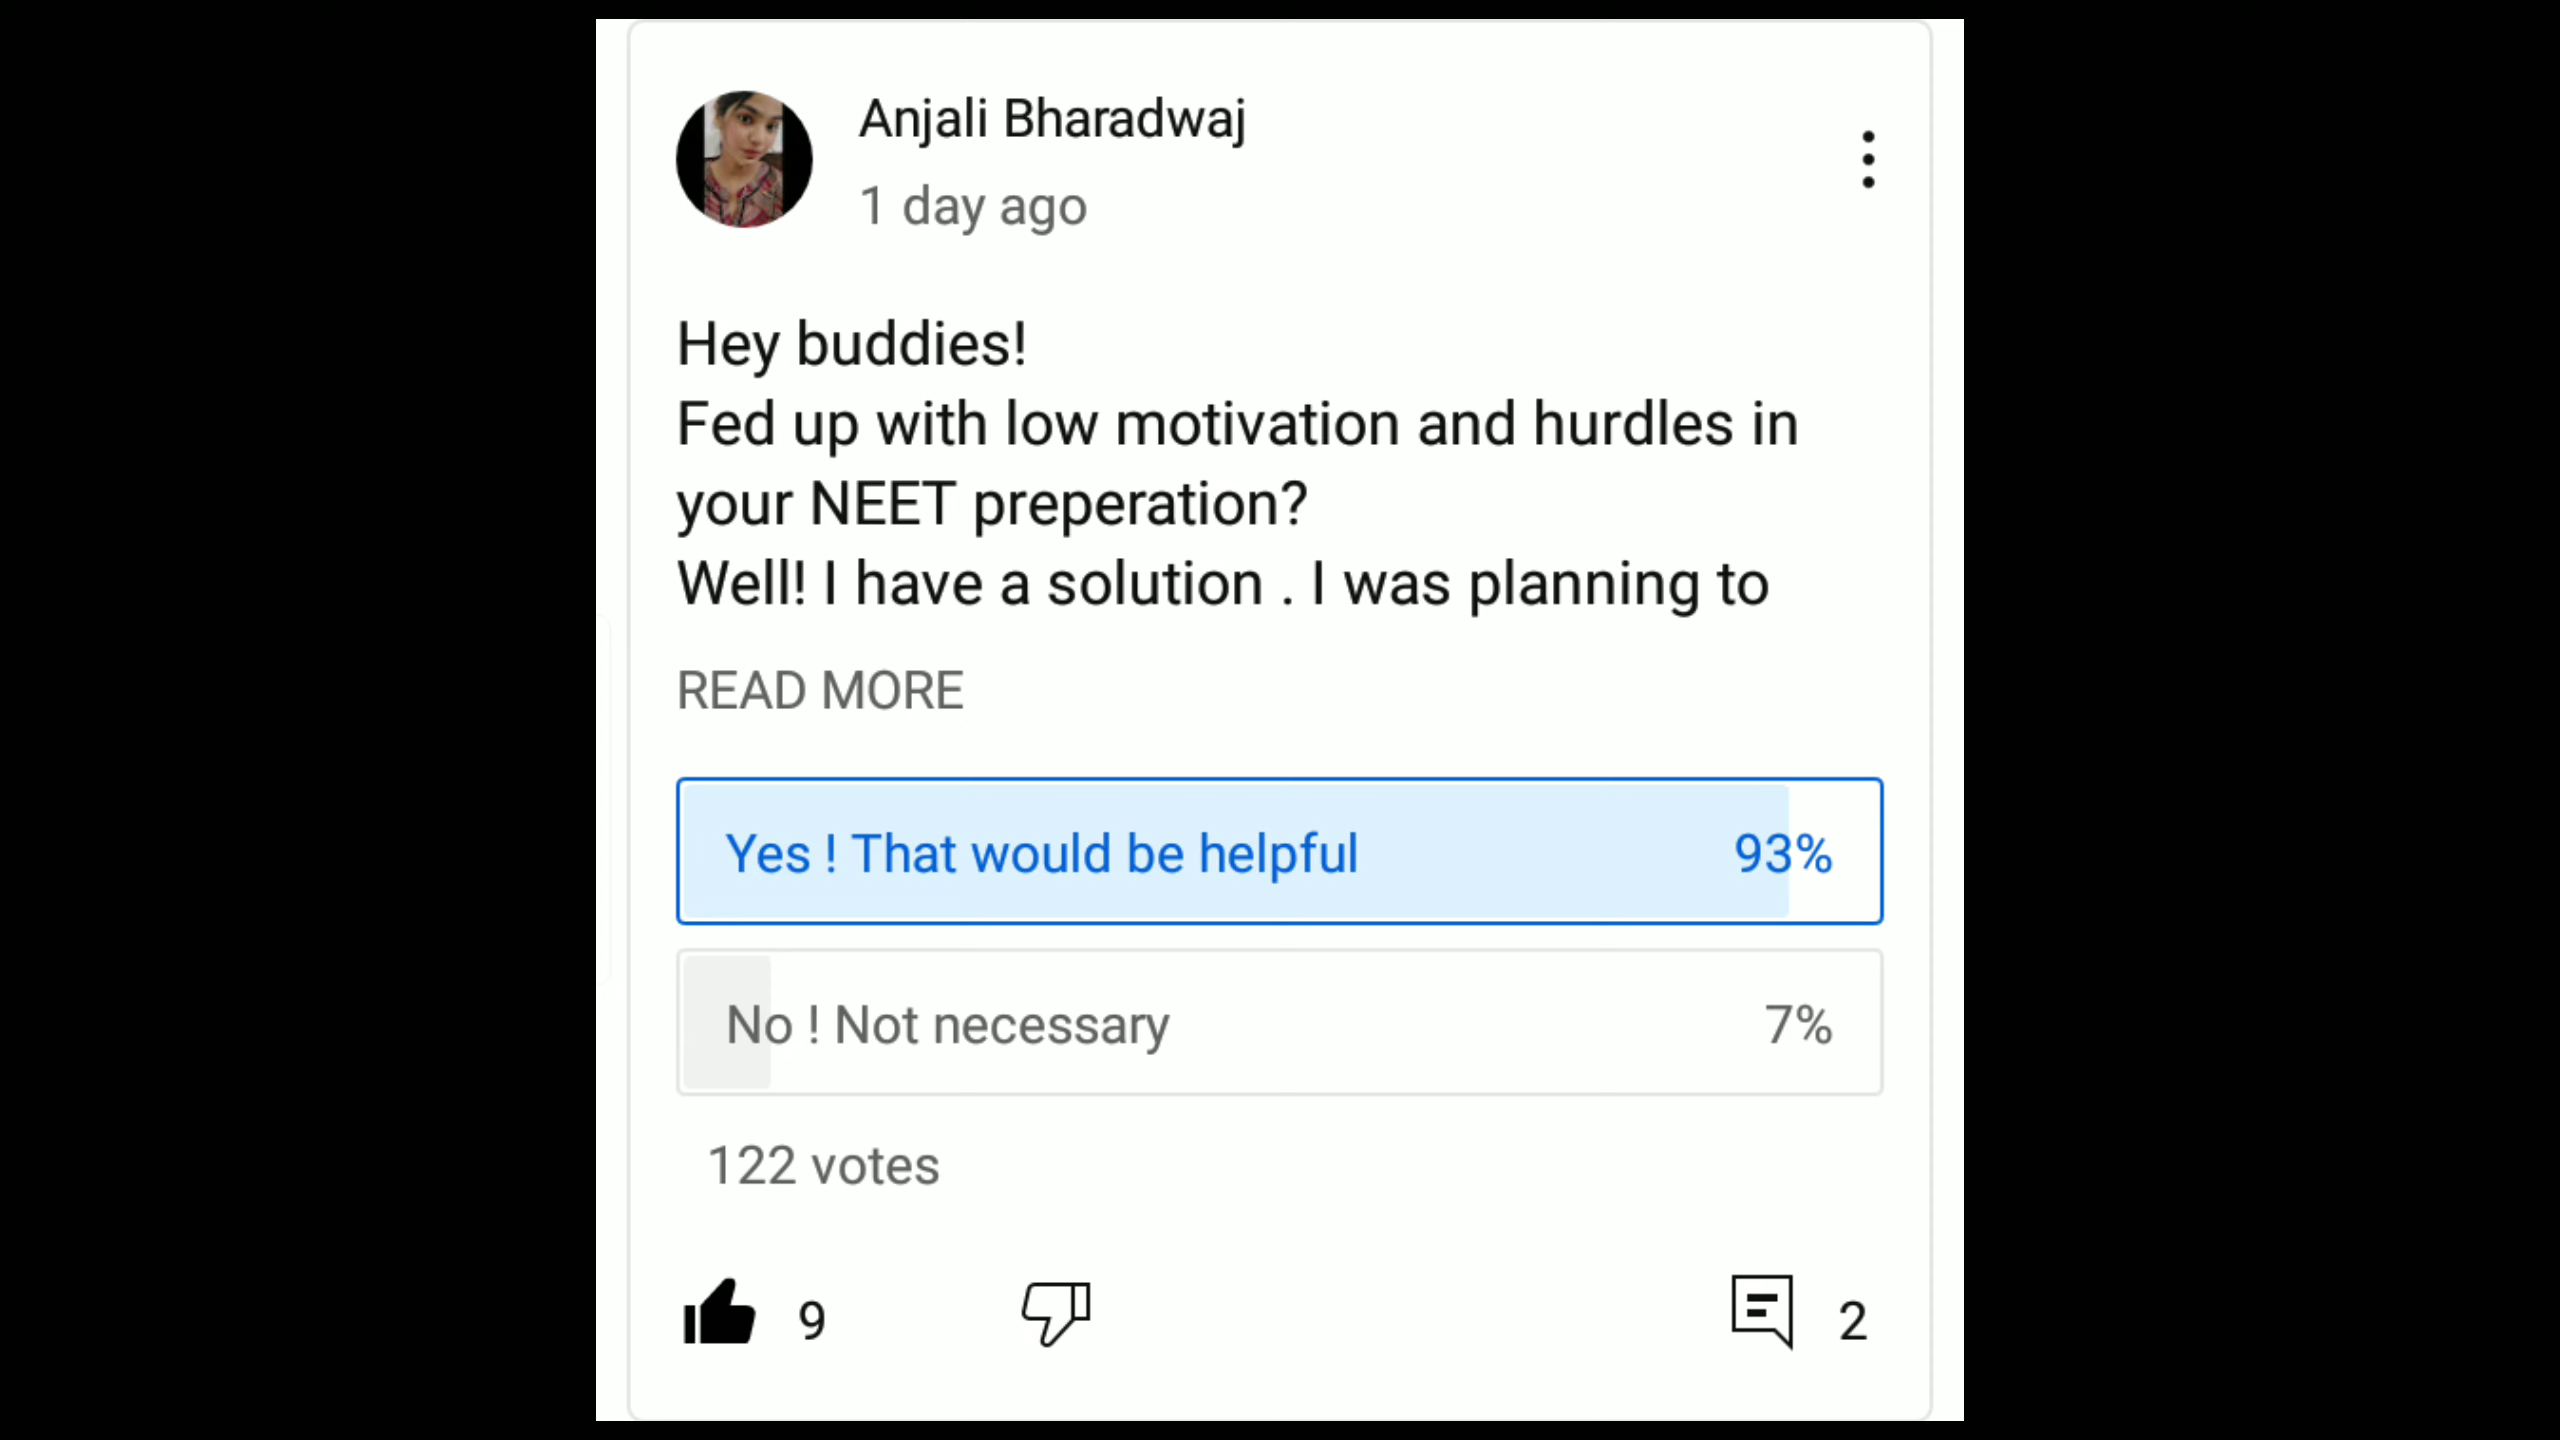 Anjali Bharadwaj
1 day ago
Hey buddies!
Fed up with low motivation and hurdles in
your NEET preperation?
Well! I have a solution . I was planning to
READ MORE
Yes ! That would be helpful 93%
No ! Not necessary 7%
122 votes
9 2